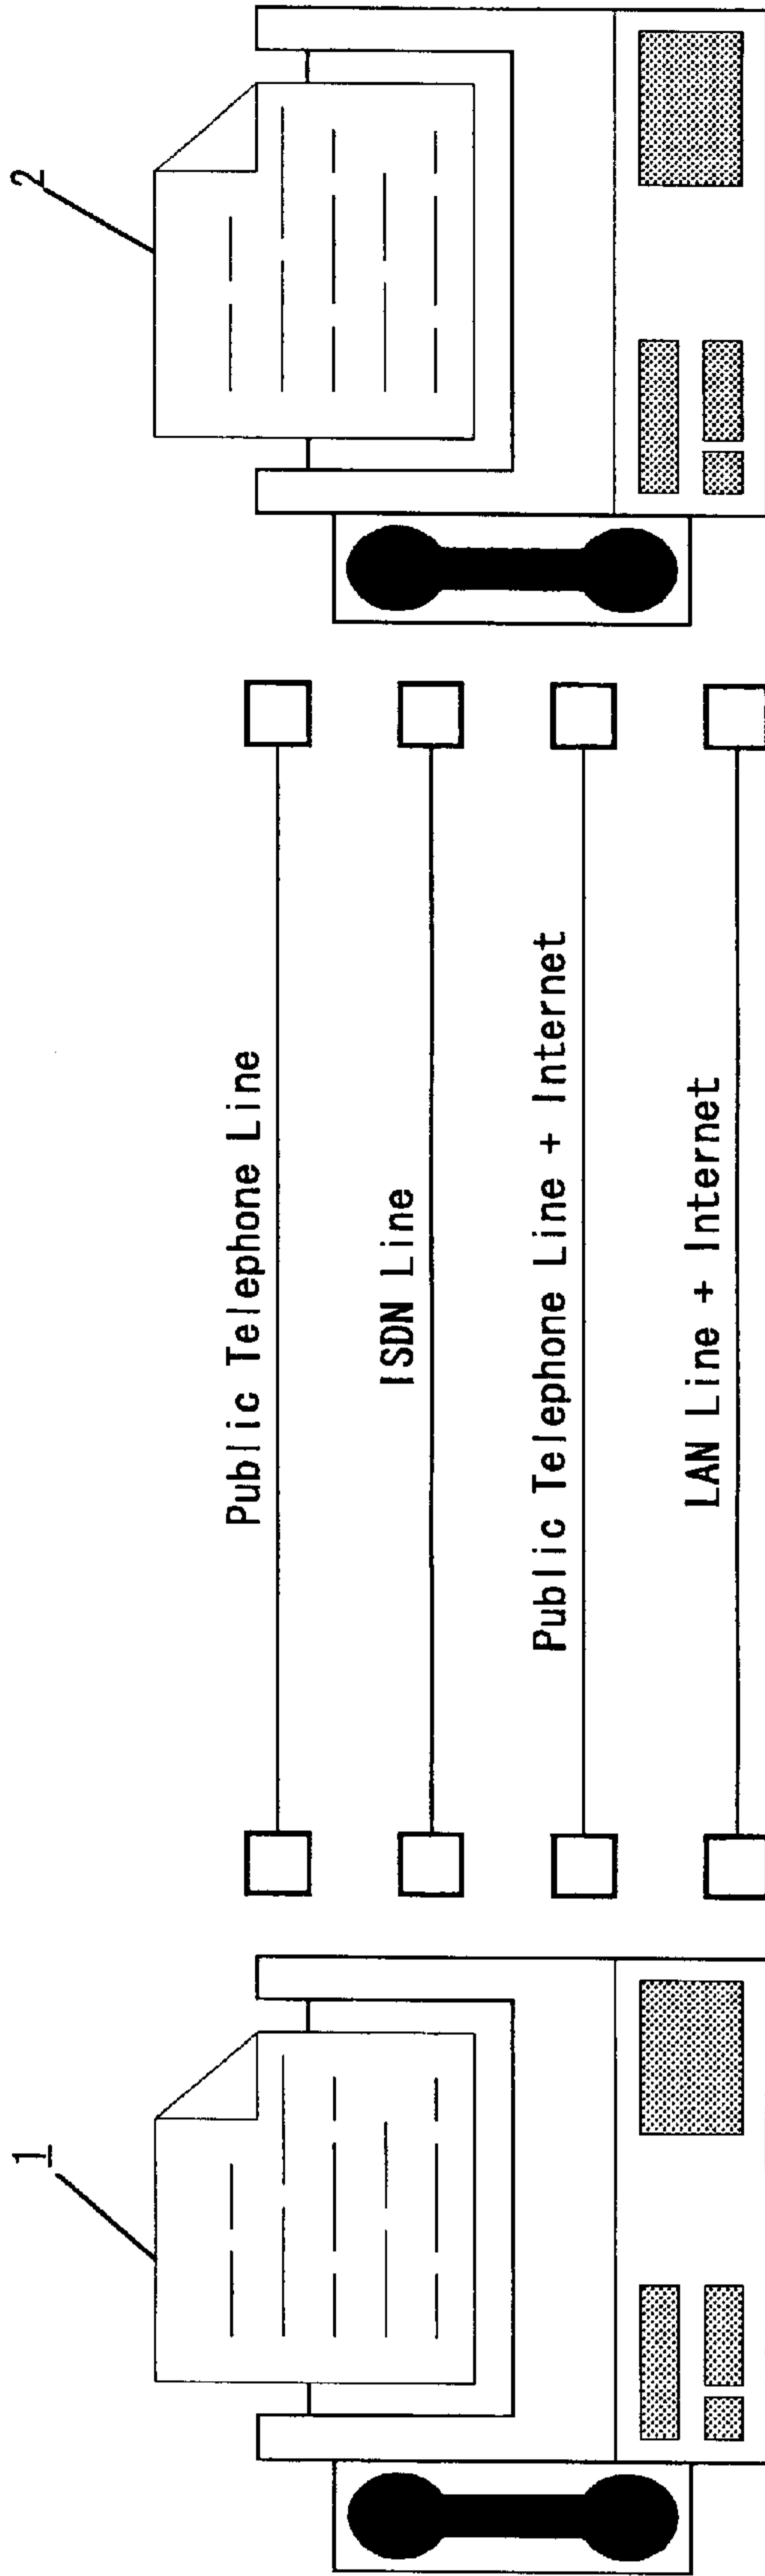 1
2
Public Telephone Line
ISDN Line
Public Telephone Line + Internet
LAN Line + Internet